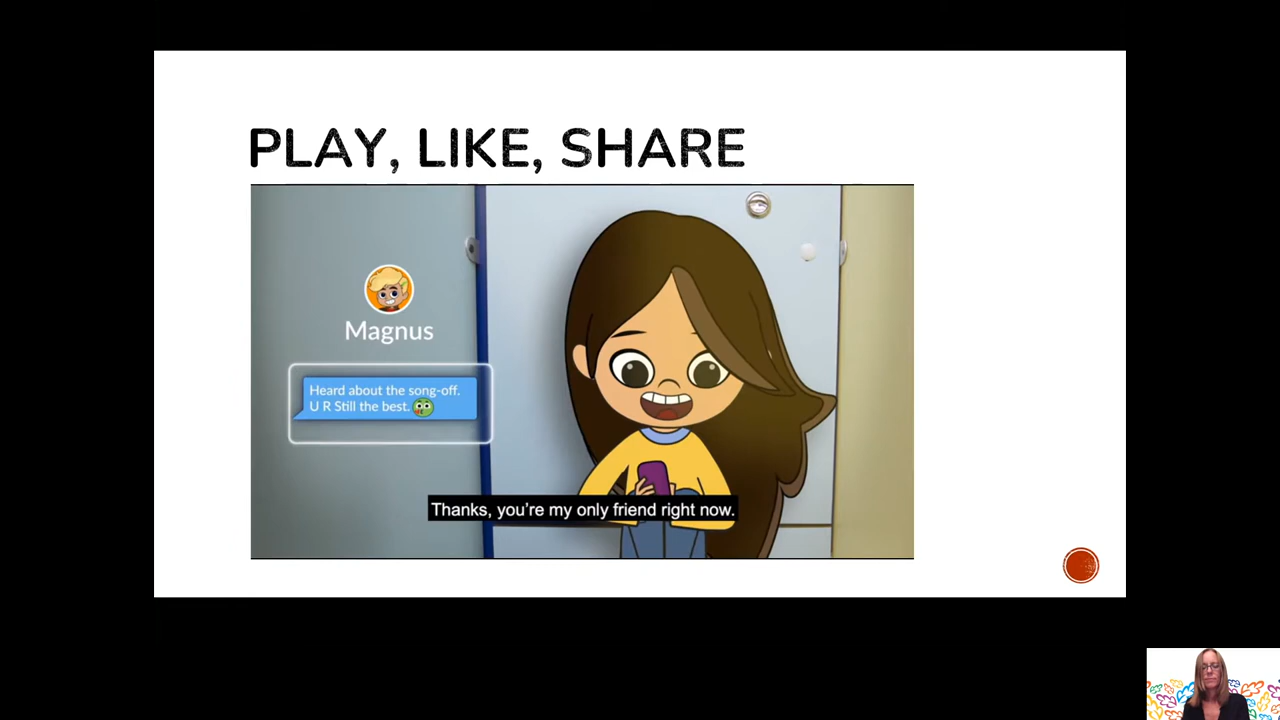 PLAY, LIKE, SHARE
Magnus
Heard about the song-off.
U R Still the best.
Thanks, you're my only friend right now.